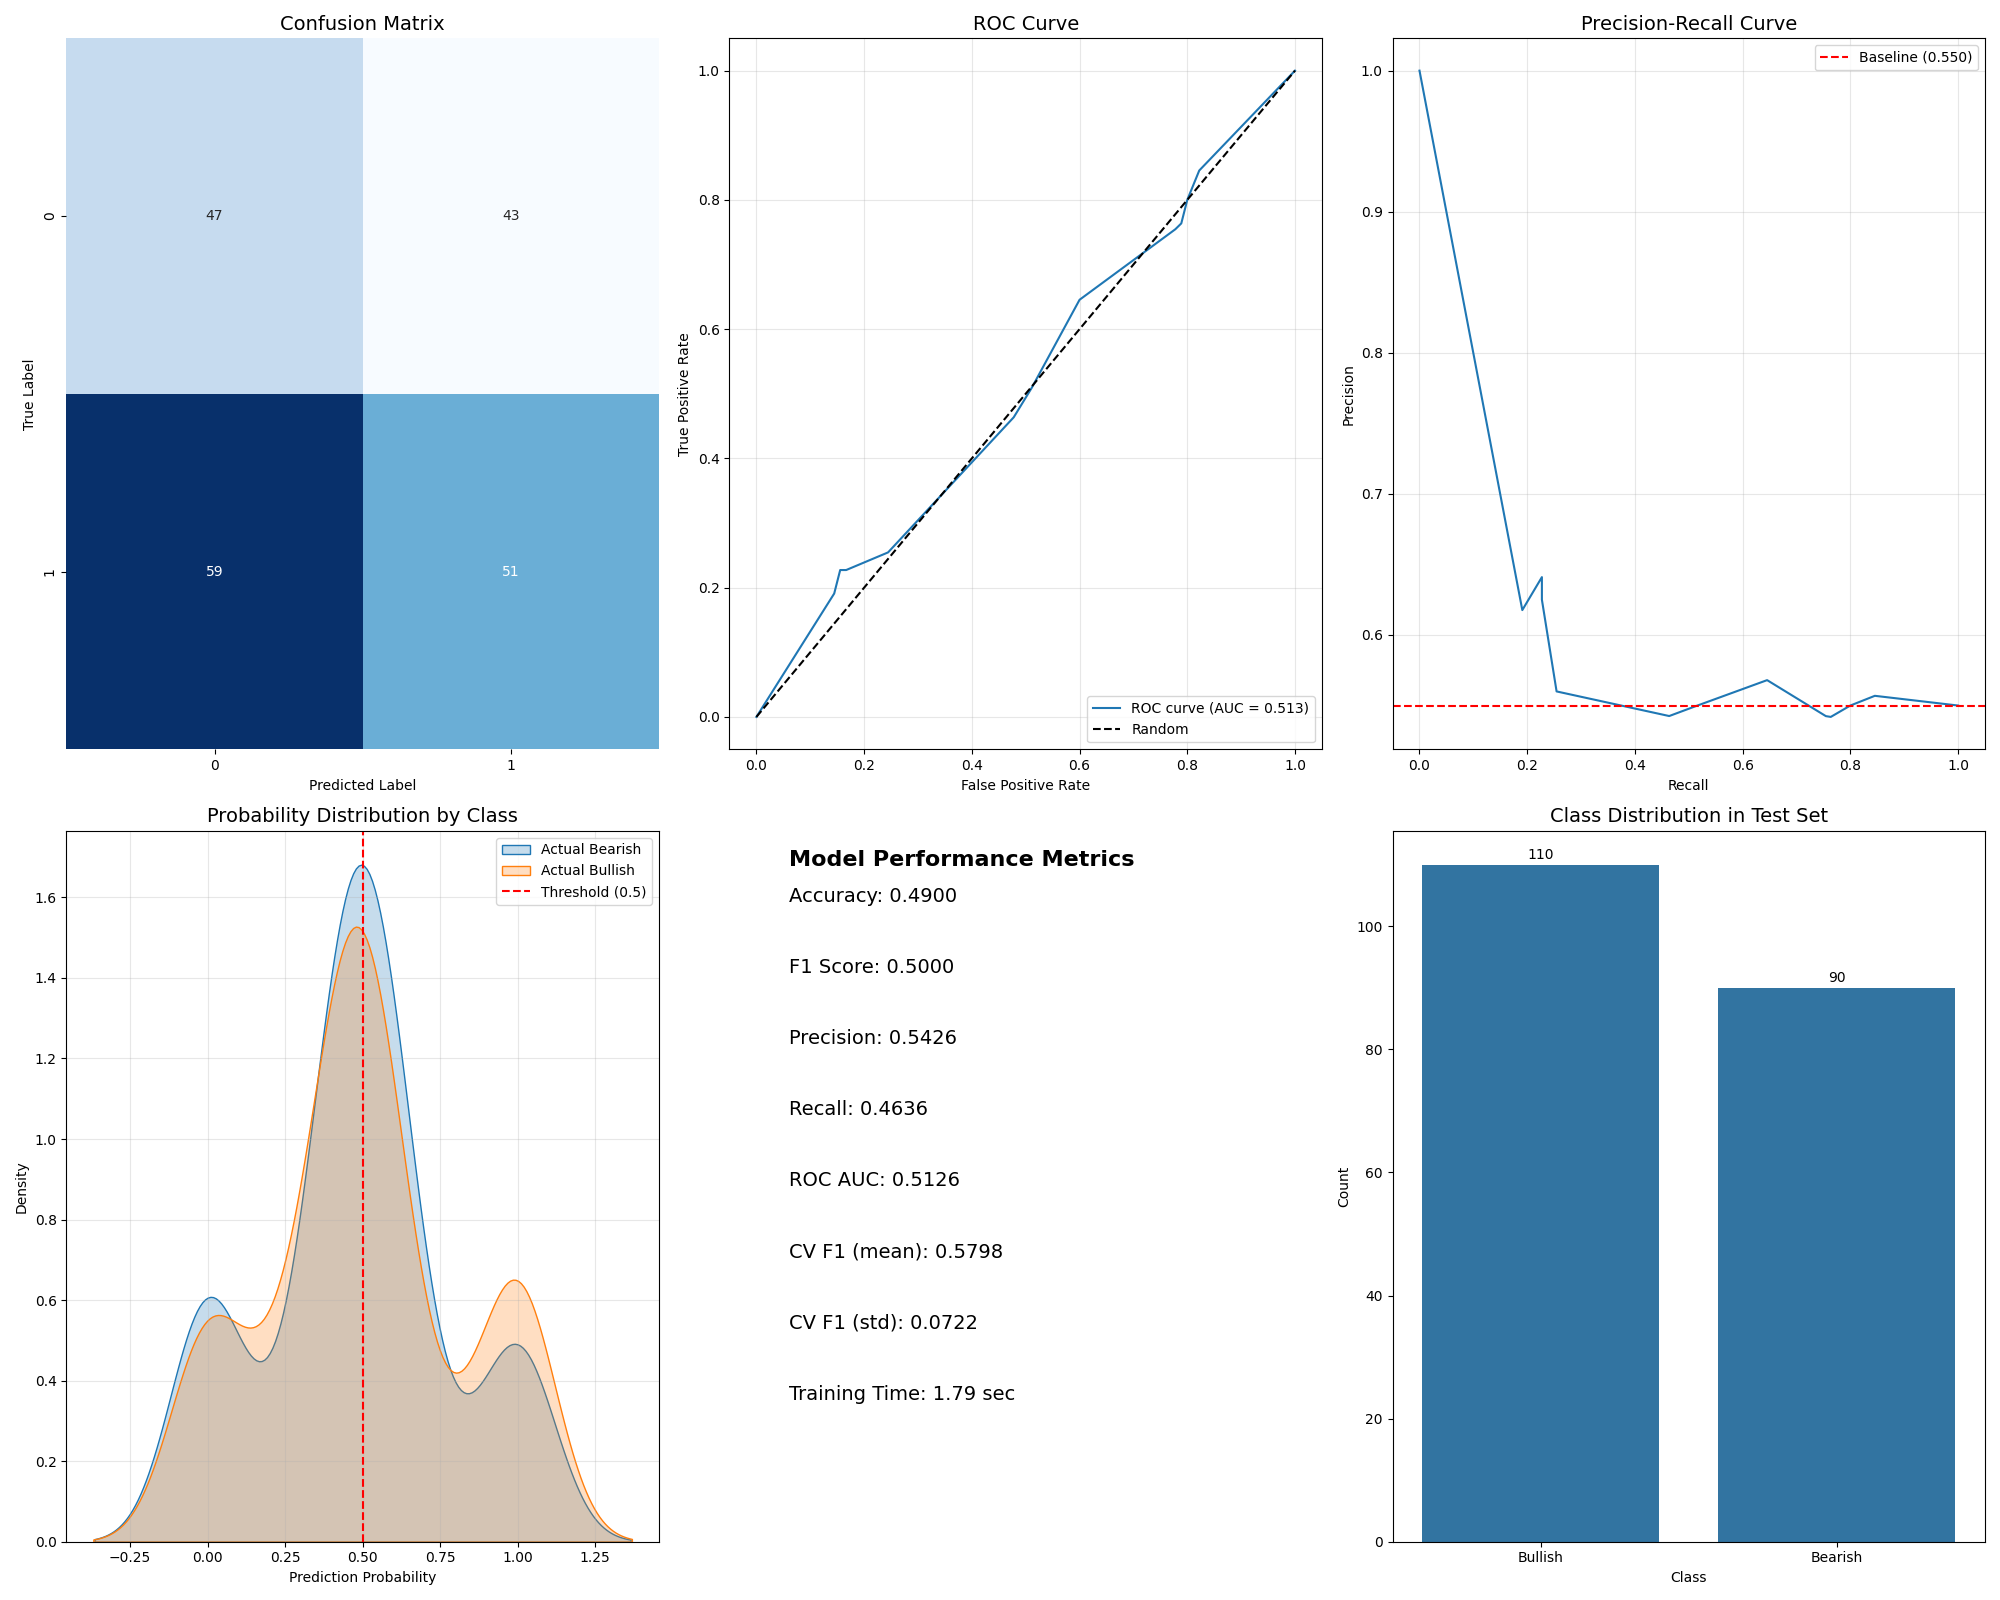 Confusion Matrix
47
43
59
51
0
1
True Label
0
1
Predicted Label
ROC Curve
1.0
0.8
0.6
0.4
0.2
0.0
True Positive Rate
ROC curve (AUC = 0.513)
Random
0.0
0.2
0.4
0.6
0.8
1.0
False Positive Rate
Precision-Recall Curve
Baseline (0.550)
1.0
0.9
0.8
0.7
0.6
Precision
0.0
0.2
0.4
0.6
0.8
1.0
Recall
Probability Distribution by Class
Actual Bearish
Actual Bullish
Threshold (0.5)
1.6
1.4
1.2
1.0
0.8
0.6
0.4
0.2
0.0
Density
−0.25
0.00
0.25
0.50
0.75
1.00
1.25
Prediction Probability
Model Performance Metrics
Accuracy: 0.4900
F1 Score: 0.5000
Precision: 0.5426
Recall: 0.4636
ROC AUC: 0.5126
CV F1 (mean): 0.5798
CV F1 (std): 0.0722
Training Time: 1.79 sec
Class Distribution in Test Set
110
90
100
80
60
40
20
0
Count
Bullish
Bearish
Class